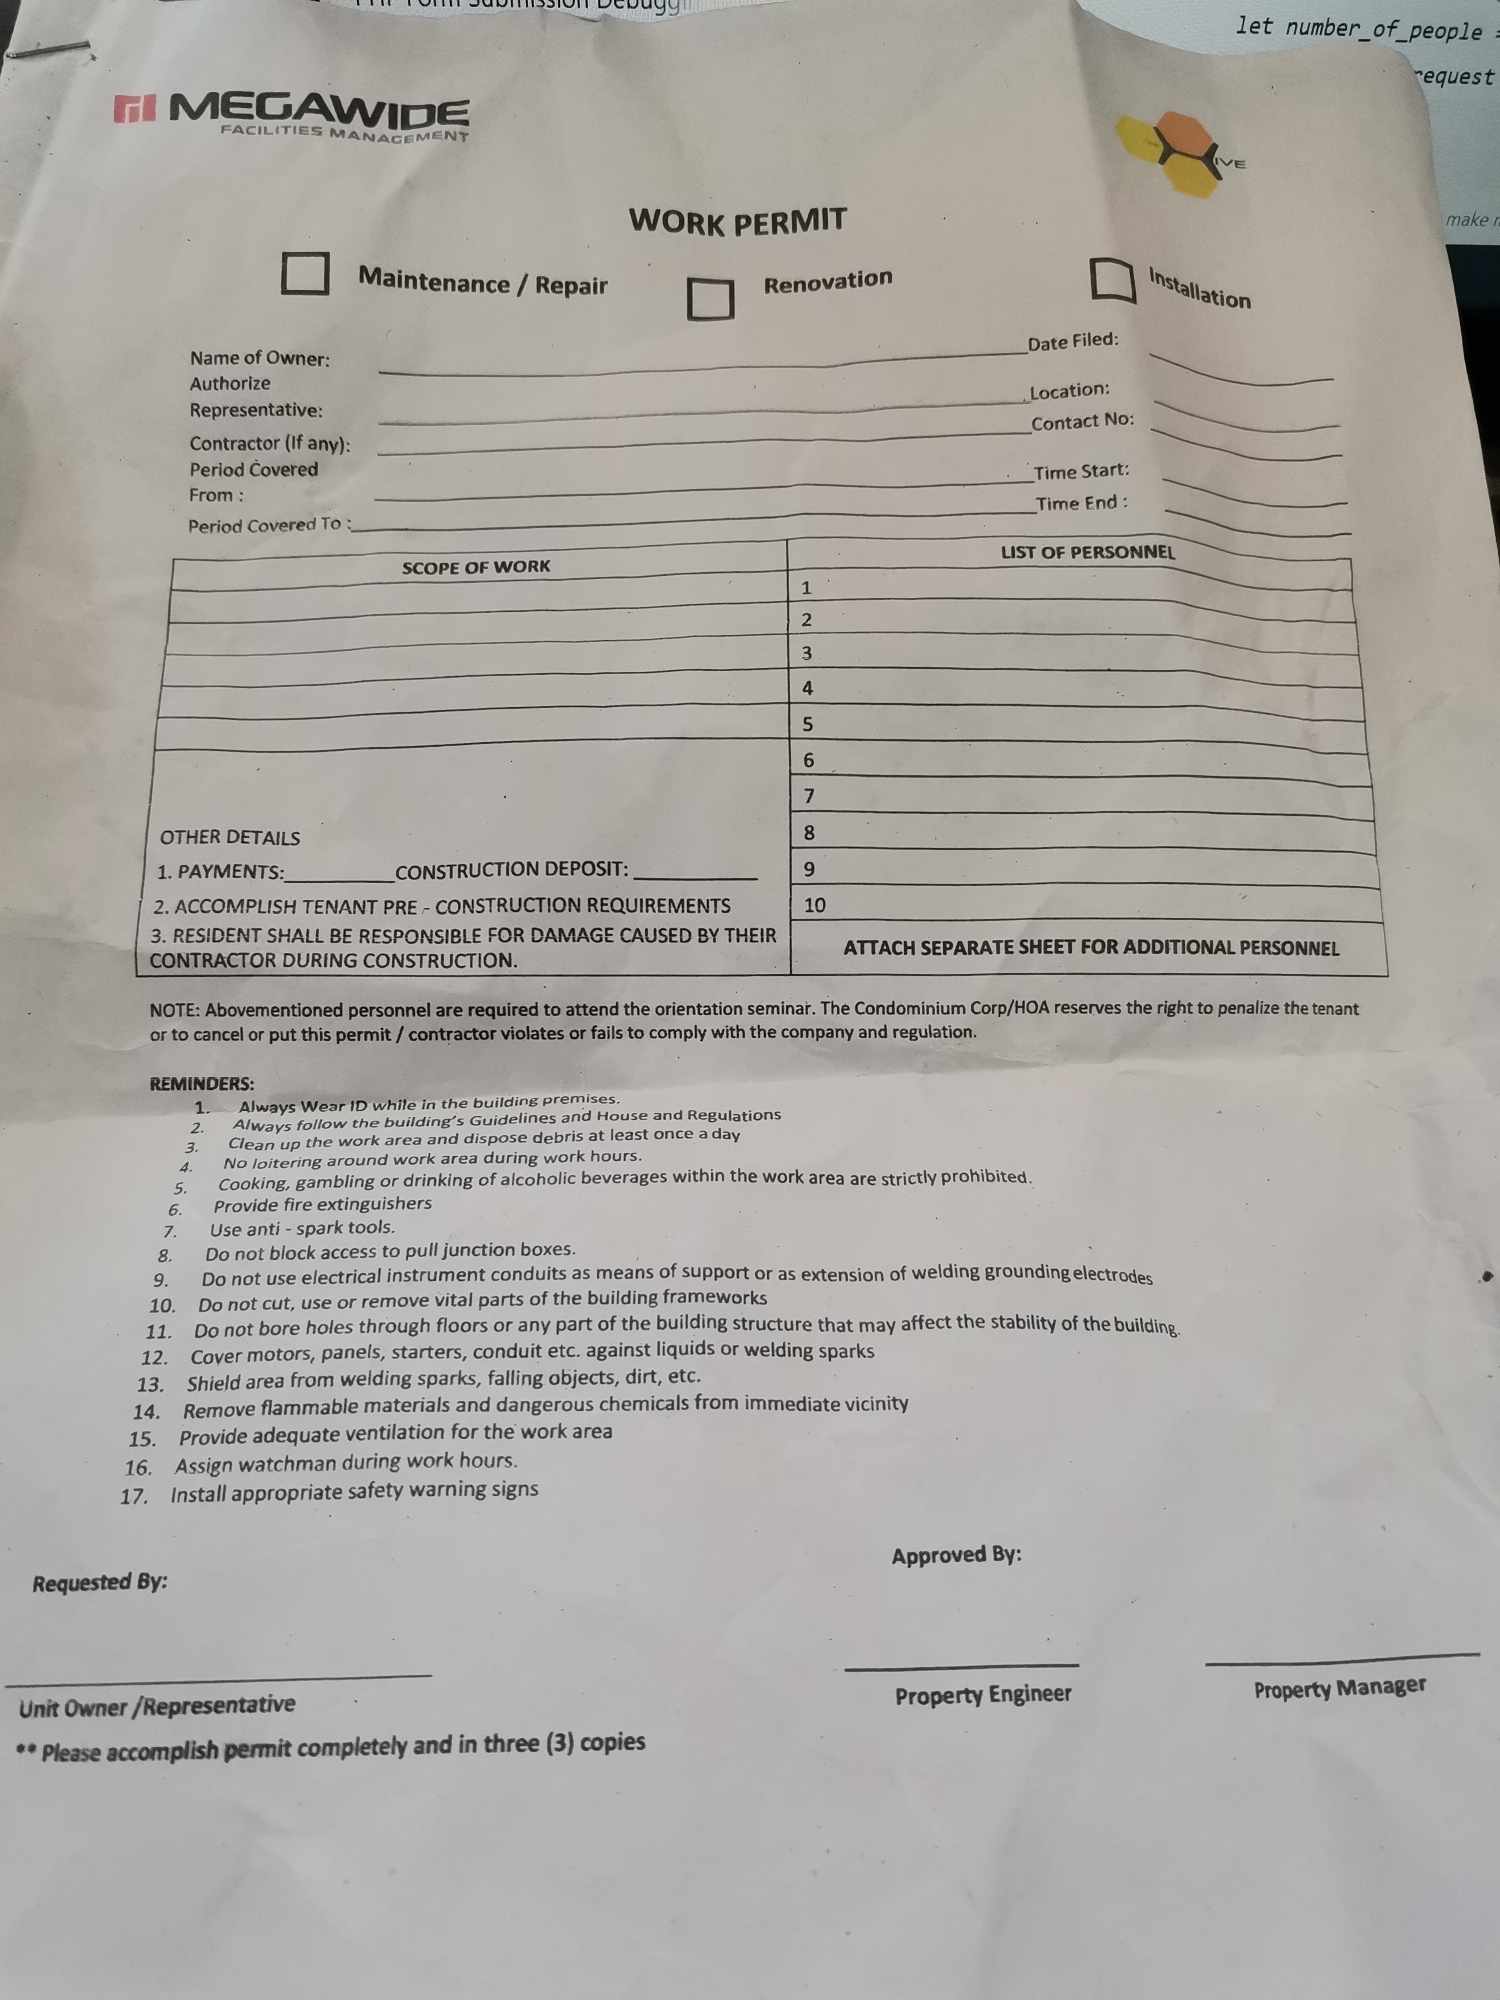 Form Submission Debugg
let number_of_people =
request
make
MEGAWIDE
FACILITIES MANAGEMENT
IVE
WORK PERMIT
Maintenance / Repair
Renovation
Installation
Name of Owner:
Date Filed:
Authorize
Representative:
Location:
Contractor (If any):
Contact No:
Period Covered
From :
Time Start:
Period Covered To :
Time End :
SCOPE OF WORK
LIST OF PERSONNEL
1
2
3
4
5
6
7
8
9
10
OTHER DETAILS
1. PAYMENTS:__________CONSTRUCTION DEPOSIT: __________
2. ACCOMPLISH TENANT PRE - CONSTRUCTION REQUIREMENTS
3. RESIDENT SHALL BE RESPONSIBLE FOR DAMAGE CAUSED BY THEIR
CONTRACTOR DURING CONSTRUCTION.
ATTACH SEPARATE SHEET FOR ADDITIONAL PERSONNEL
NOTE: Abovementioned personnel are required to attend the orientation seminar. The Condominium Corp/HOA reserves the right to penalize the tenant
or to cancel or put this permit / contractor violates or fails to comply with the company and regulation.
REMINDERS:
1. Always Wear ID while in the building premises.
2. Always follow the building's Guidelines and House and Regulations
3. Clean up the work area and dispose debris at least once a day
4. No loitering around work area during work hours.
5. Cooking, gambling or drinking of alcoholic beverages within the work area are strictly prohibited.
6. Provide fire extinguishers
7. Use anti - spark tools.
8. Do not block access to pull junction boxes.
9. Do not use electrical instrument conduits as means of support or as extension of welding grounding electrodes
10. Do not cut, use or remove vital parts of the building frameworks
11. Do not bore holes through floors or any part of the building structure that may affect the stability of the building.
12. Cover motors, panels, starters, conduit etc. against liquids or welding sparks
13. Shield area from welding sparks, falling objects, dirt, etc.
14. Remove flammable materials and dangerous chemicals from immediate vicinity
15. Provide adequate ventilation for the work area
16. Assign watchman during work hours.
17. Install appropriate safety warning signs
Requested By:
Approved By:
Unit Owner /Representative
Property Engineer
Property Manager
** Please accomplish permit completely and in three (3) copies